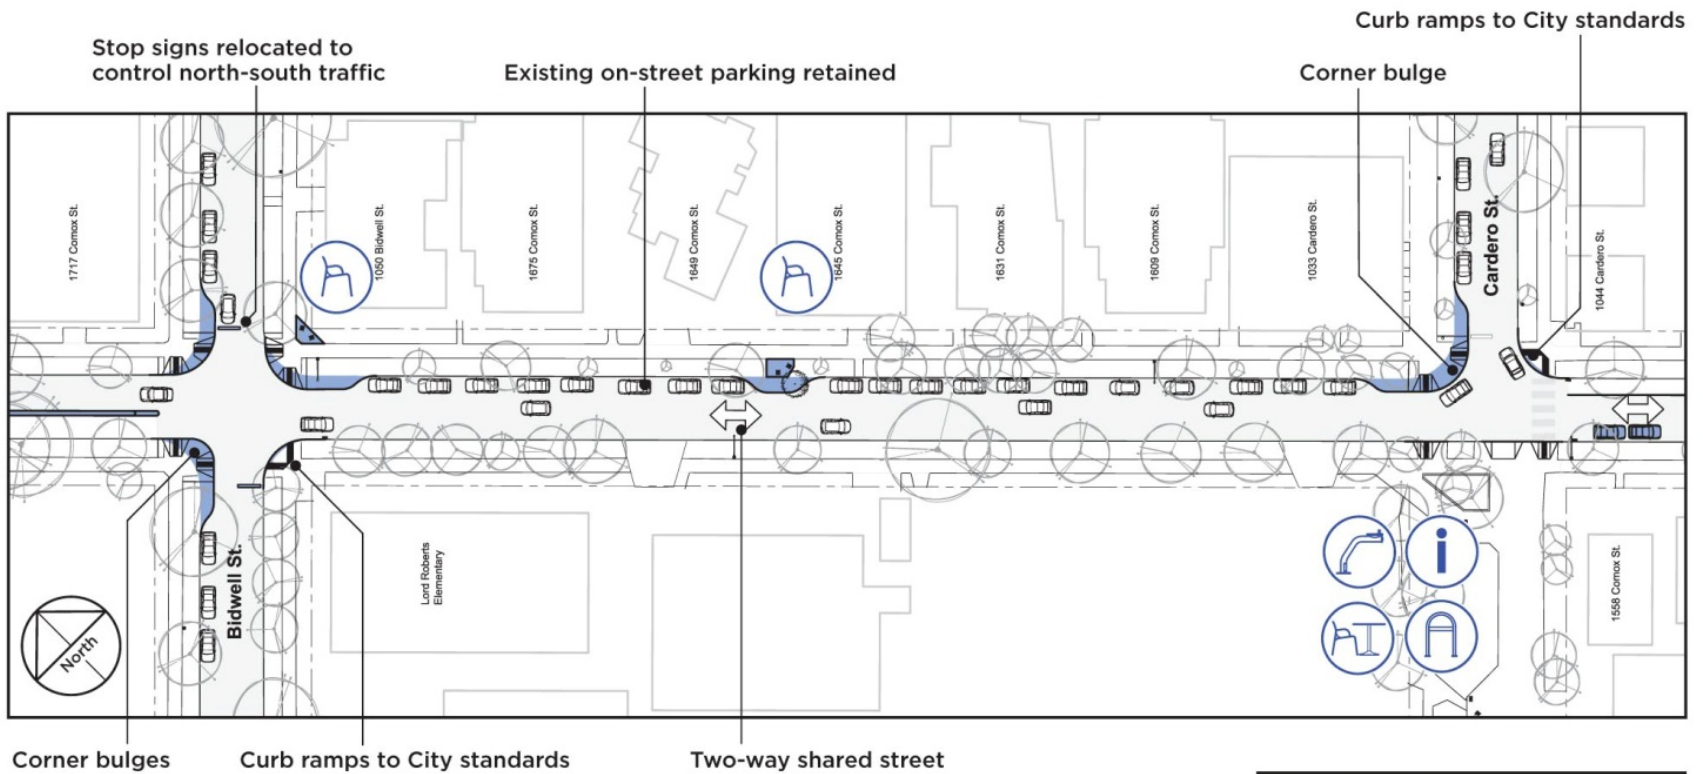 Curb ramps to City standards
Stop signs relocated to
control north-south traffic
Existing on-street parking retained
Corner bulge
1717 Comox St.
1050 Bidwell St.
1675 Comox St.
1649 Comox St.
1645 Comox St.
1631 Comox St.
1609 Comox St.
1033 Cardero St.
Cardero St.
1044 Cardero St.
North
Bidwell St.
Lord Roberts
Elementary
i
1558 Comox St.
Corner bulges
Curb ramps to City standards
Two-way shared street